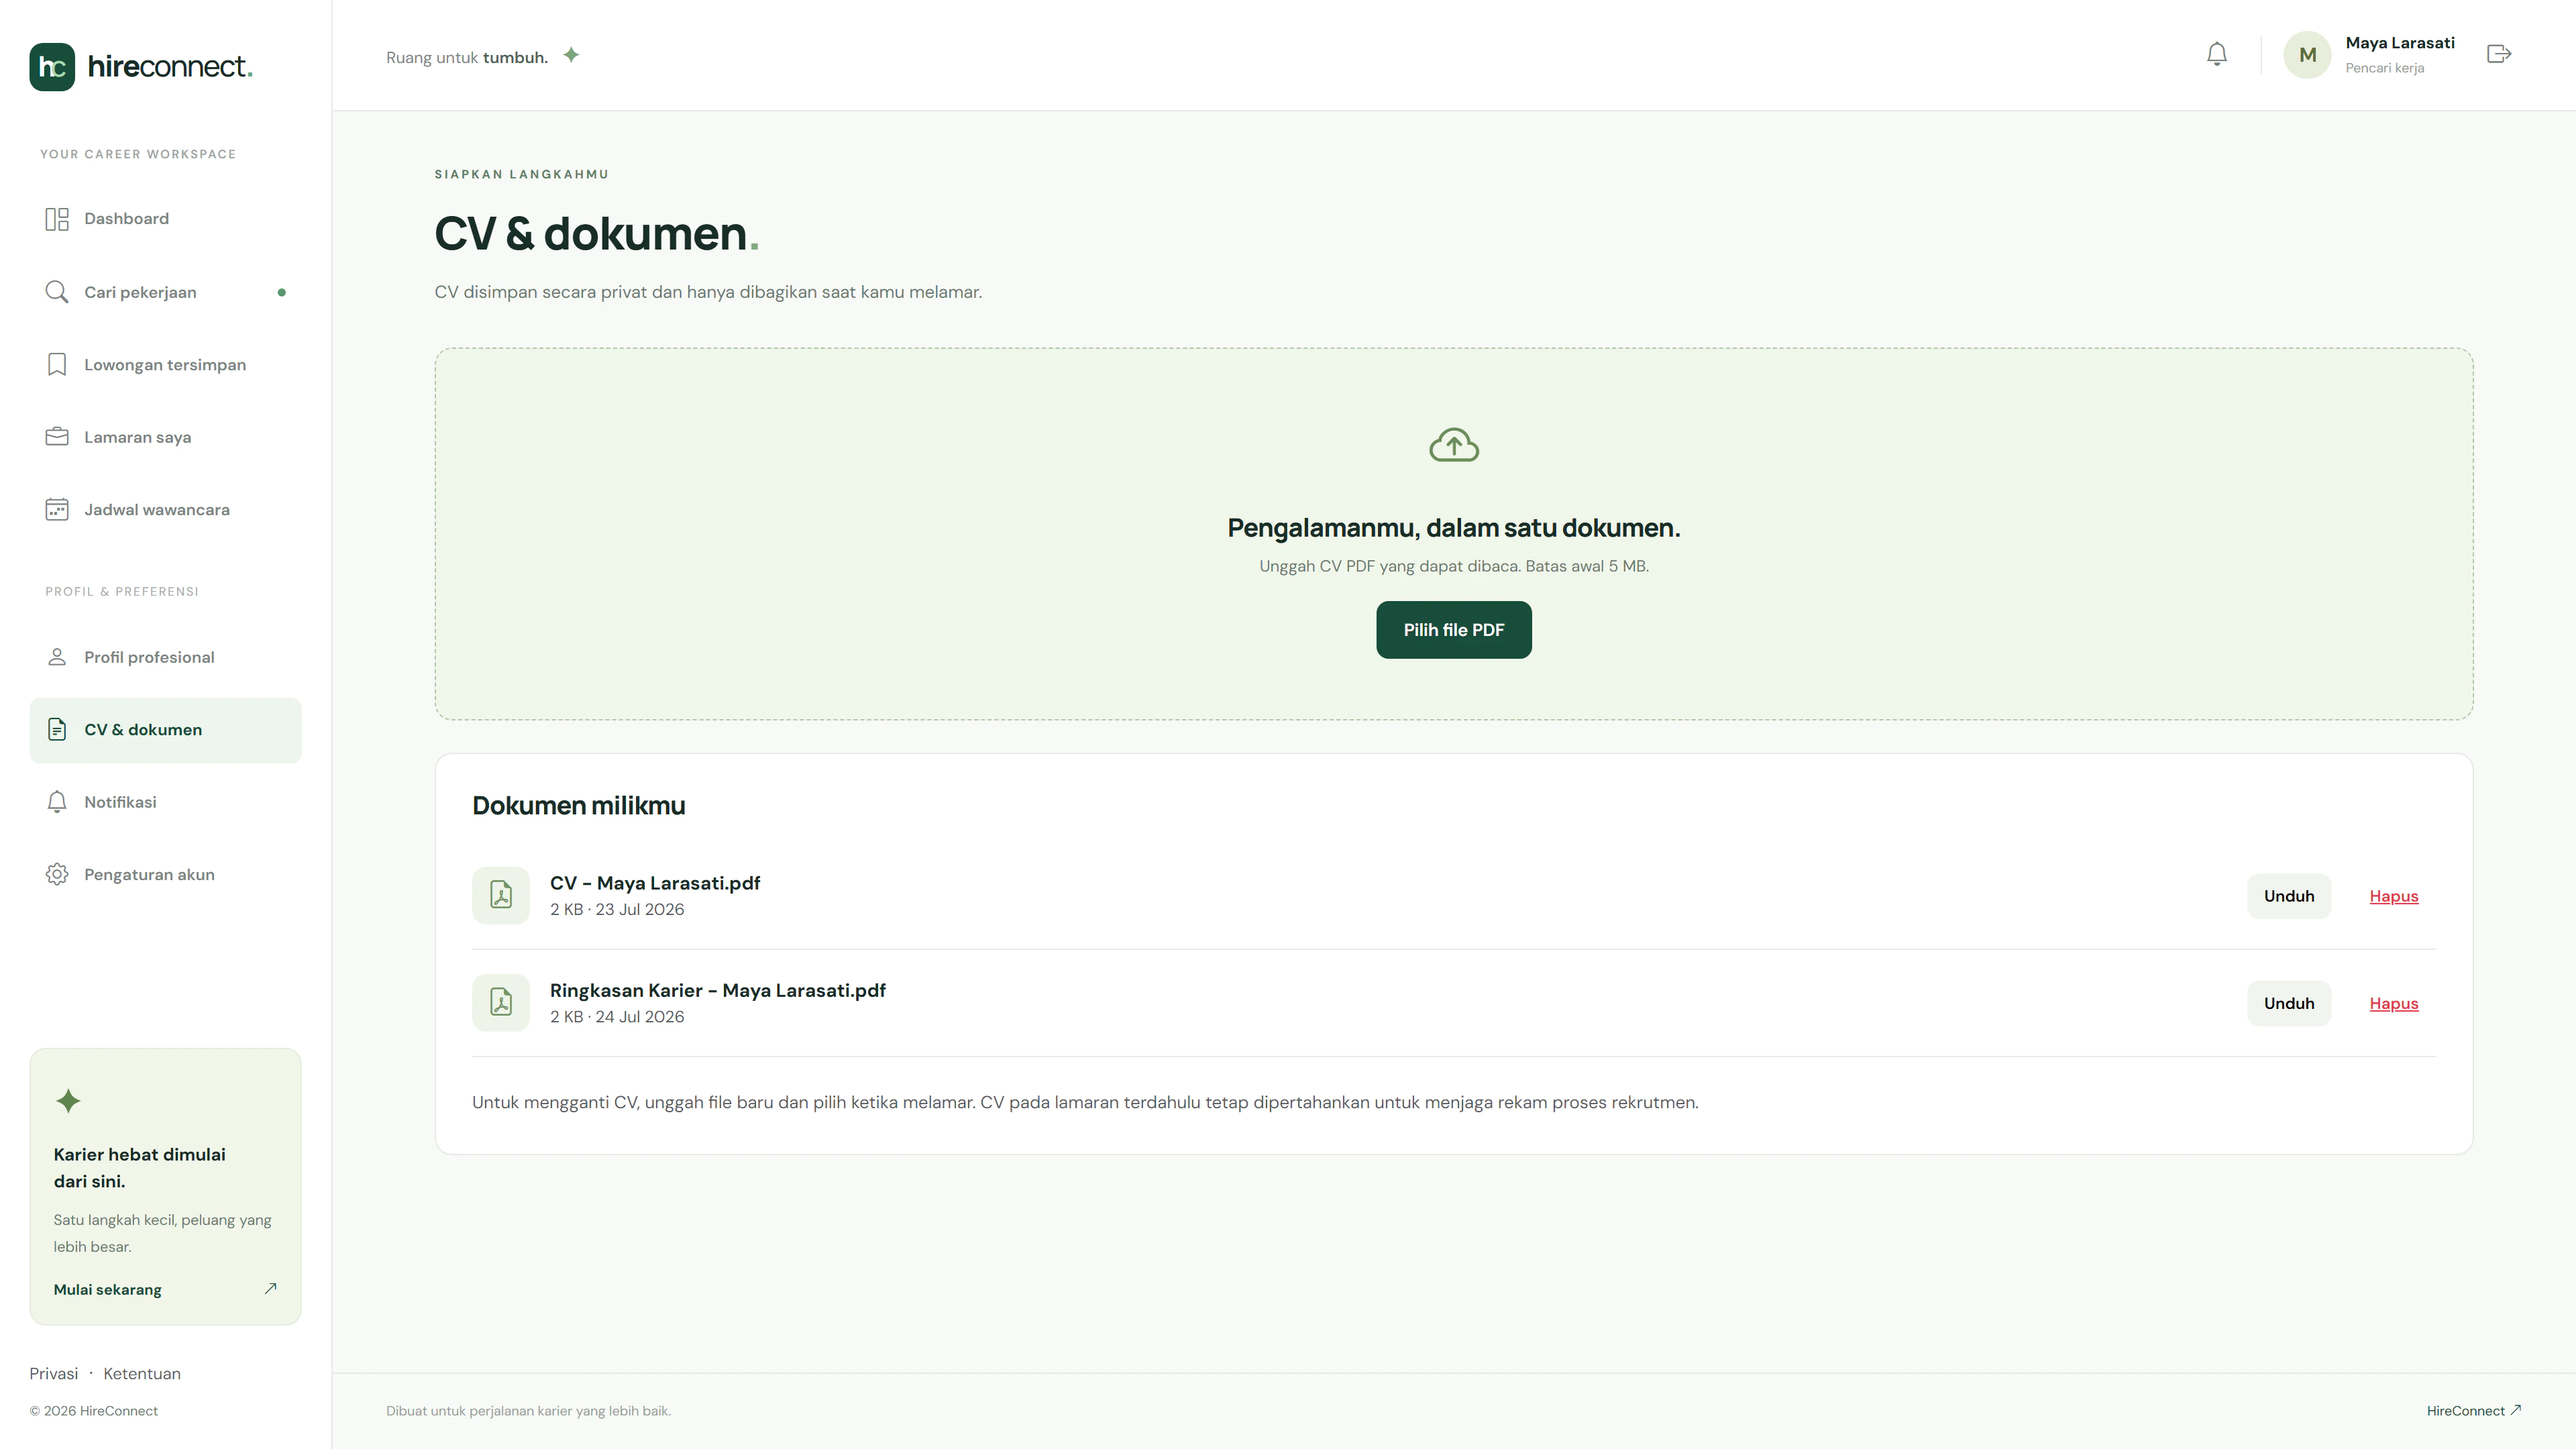 hc hireconnect.
YOUR CAREER WORKSPACE
Dashboard
Cari pekerjaan
Lowongan tersimpan
Lamaran saya
Jadwal wawancara
PROFIL & PREFERENSI
Profil profesional
CV & dokumen
Notifikasi
Pengaturan akun
Karier hebat dimulai
dari sini.
Satu langkah kecil, peluang yang
lebih besar.
Mulai sekarang
Privasi · Ketentuan
© 2026 HireConnect
Ruang untuk tumbuh.
M
Maya Larasati
Pencari kerja
SIAPKAN LANGKAHMU
CV & dokumen.
CV disimpan secara privat dan hanya dibagikan saat kamu melamar.
Pengalamanmu, dalam satu dokumen.
Unggah CV PDF yang dapat dibaca. Batas awal 5 MB.
Pilih file PDF
Dokumen milikmu
CV - Maya Larasati.pdf
2 KB · 23 Jul 2026
Unduh
Hapus
Ringkasan Karier - Maya Larasati.pdf
2 KB · 24 Jul 2026
Unduh
Hapus
Untuk mengganti CV, unggah file baru dan pilih ketika melamar. CV pada lamaran terdahulu tetap dipertahankan untuk menjaga rekam proses rekrutmen.
Dibuat untuk perjalanan karier yang lebih baik.
HireConnect